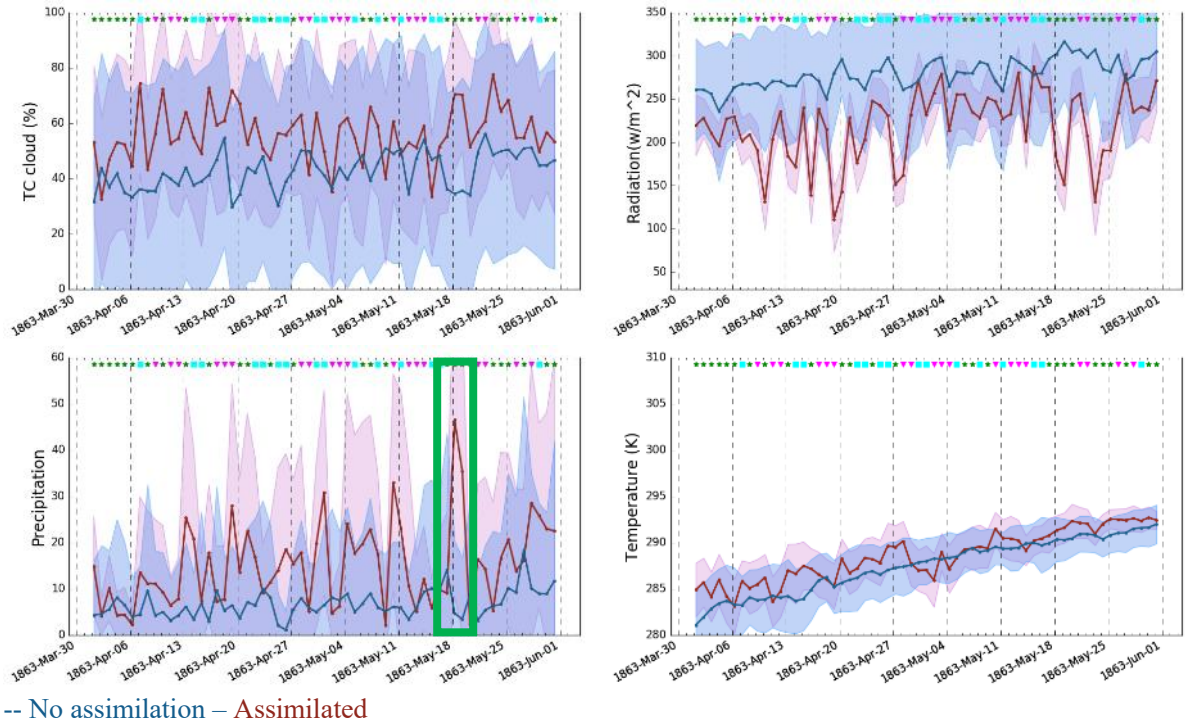 100
80
60
40
20
0
TC cloud (%)
1863-Mar-30
1863-Apr-06
1863-Apr-13
1863-Apr-20
1863-Apr-27
1863-May-04
1863-May-11
1863-May-18
1863-May-25
1863-Jun-01
350
300
250
200
150
100
50
Radiation(w/m^2)
1863-Mar-30
1863-Apr-06
1863-Apr-13
1863-Apr-20
1863-Apr-27
1863-May-04
1863-May-11
1863-May-18
1863-May-25
1863-Jun-01
60
50
40
30
20
10
0
Precipitation
1863-Mar-30
1863-Apr-06
1863-Apr-13
1863-Apr-20
1863-Apr-27
1863-May-04
1863-May-11
1863-May-18
1863-May-25
1863-Jun-01
310
305
300
295
290
285
280
Temperature (K)
1863-Mar-30
1863-Apr-06
1863-Apr-13
1863-Apr-20
1863-Apr-27
1863-May-04
1863-May-11
1863-May-18
1863-May-25
1863-Jun-01
-- No assimilation – Assimilated